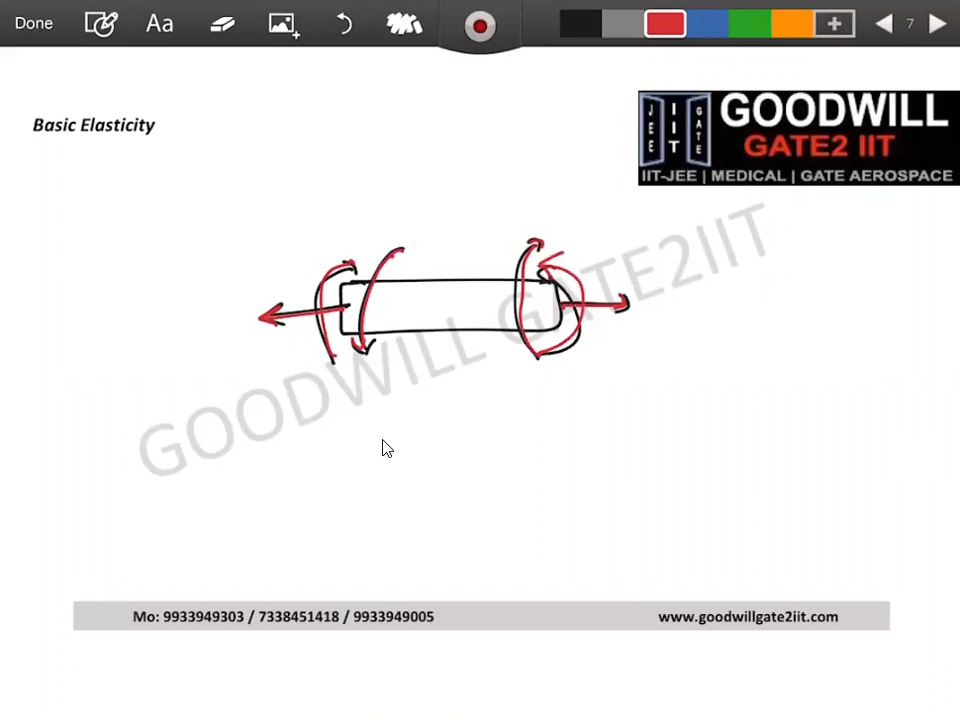 Done Aa 7
Basic Elasticity
JEE IIT GATE
GOODWILL
GATE2 IIT
IIT-JEE | MEDICAL | GATE AEROSPACE
GOODWILL GATE2IIT
Mo: 9933949303 / 7338451418 / 9933949005 www.goodwillgate2iit.com